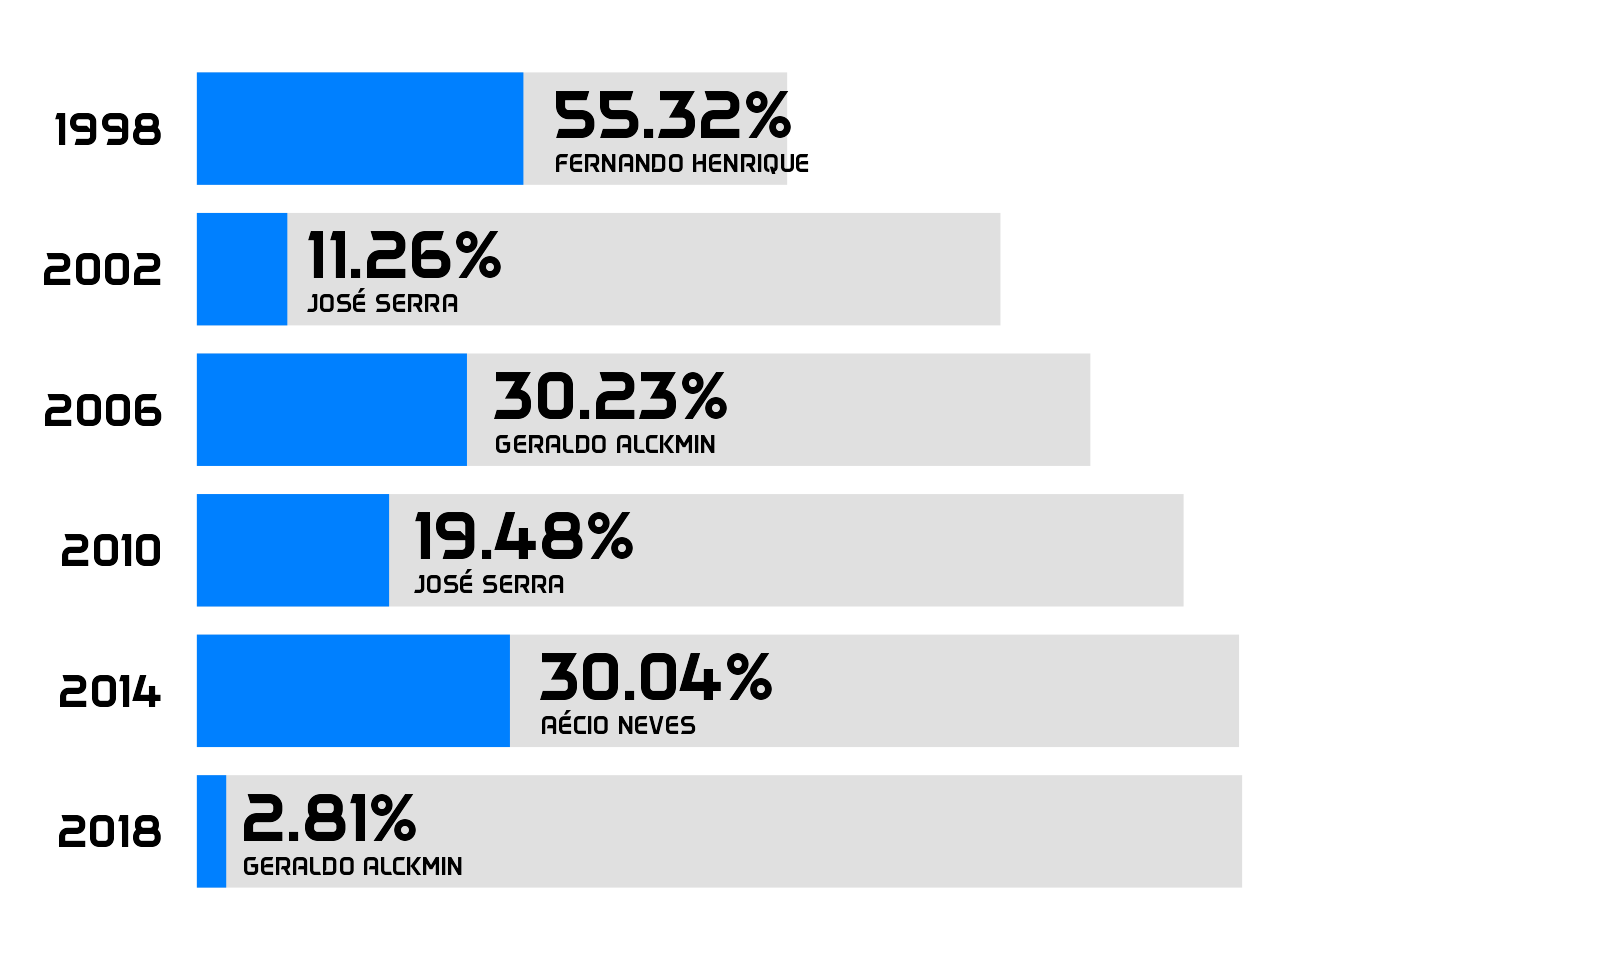 1998
55.32%
FERNANDO HENRIQUE
2002
11.26%
JOSÉ SERRA
2006
30.23%
GERALDO ALCKMIN
2010
19.48%
JOSÉ SERRA
2014
30.04%
AÉCIO NEVES
2018
2.81%
GERALDO ALCKMIN